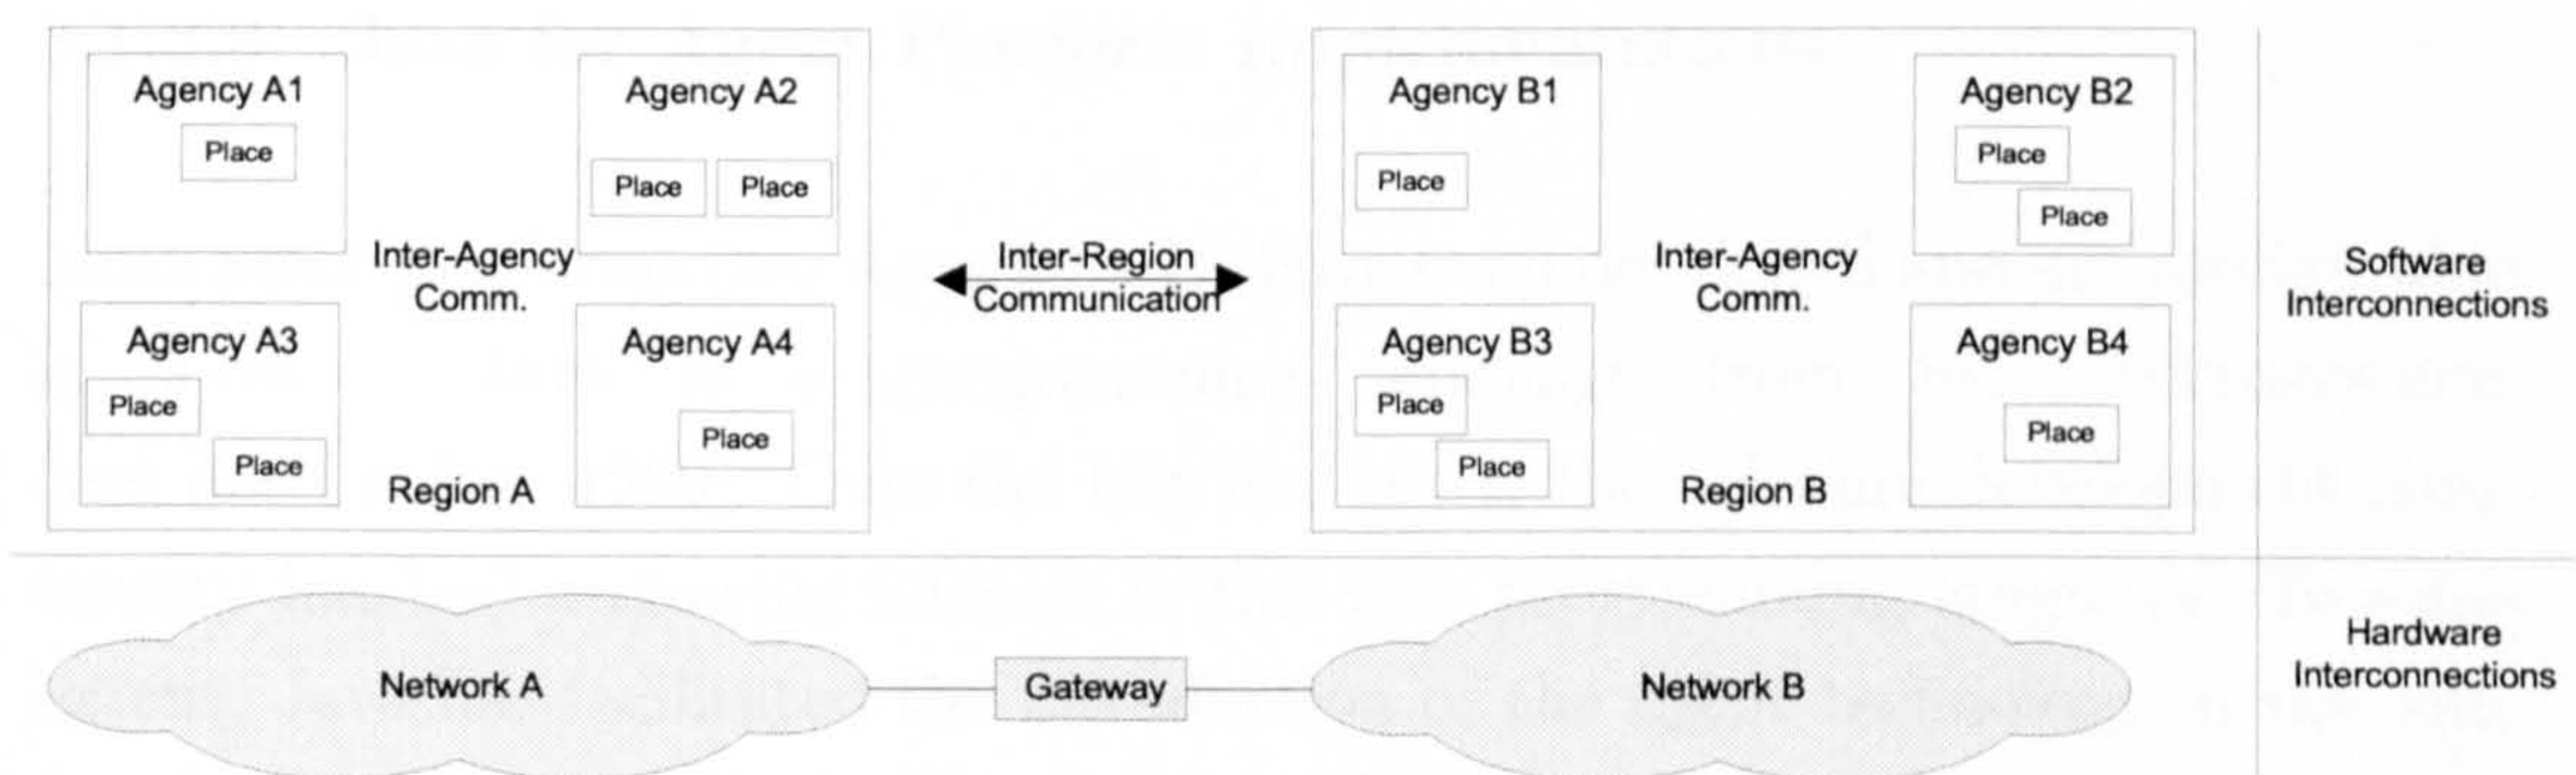 Agency A1
Place
Agency A2
Place Place
Inter-Agency
Comm.
Agency A3
Place
Place
Agency A4
Place
Region A
Inter-Region
Communication
Agency B1
Place
Agency B2
Place
Place
Inter-Agency
Comm.
Agency B3
Place
Place
Agency B4
Place
Region B
Software
Interconnections
Network A
Gateway
Network B
Hardware
Interconnections